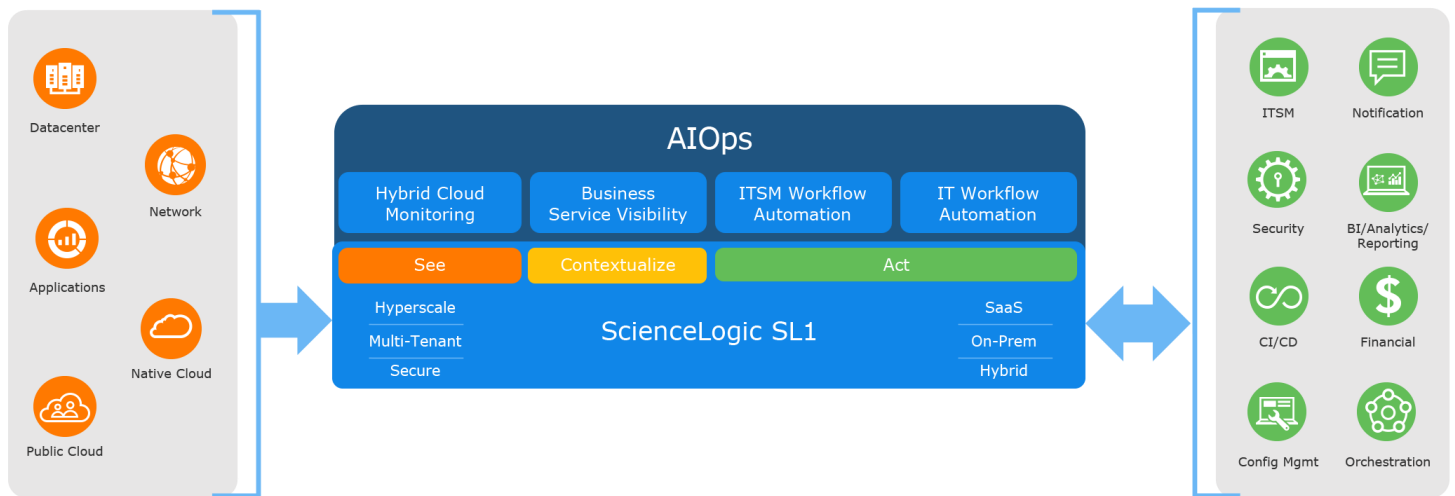 Datacenter
Network
Applications
Native Cloud
Public Cloud
AIOps
Hybrid Cloud
Monitoring
Business
Service Visibility
ITSM Workflow
Automation
IT Workflow
Automation
See
Contextualize
Act
Hyperscale
Multi-Tenant
Secure
ScienceLogic SL1
SaaS
On-Prem
Hybrid
ITSM
Notification
Security
BI/Analytics/
Reporting
CI/CD
Financial
Config Mgmt
Orchestration